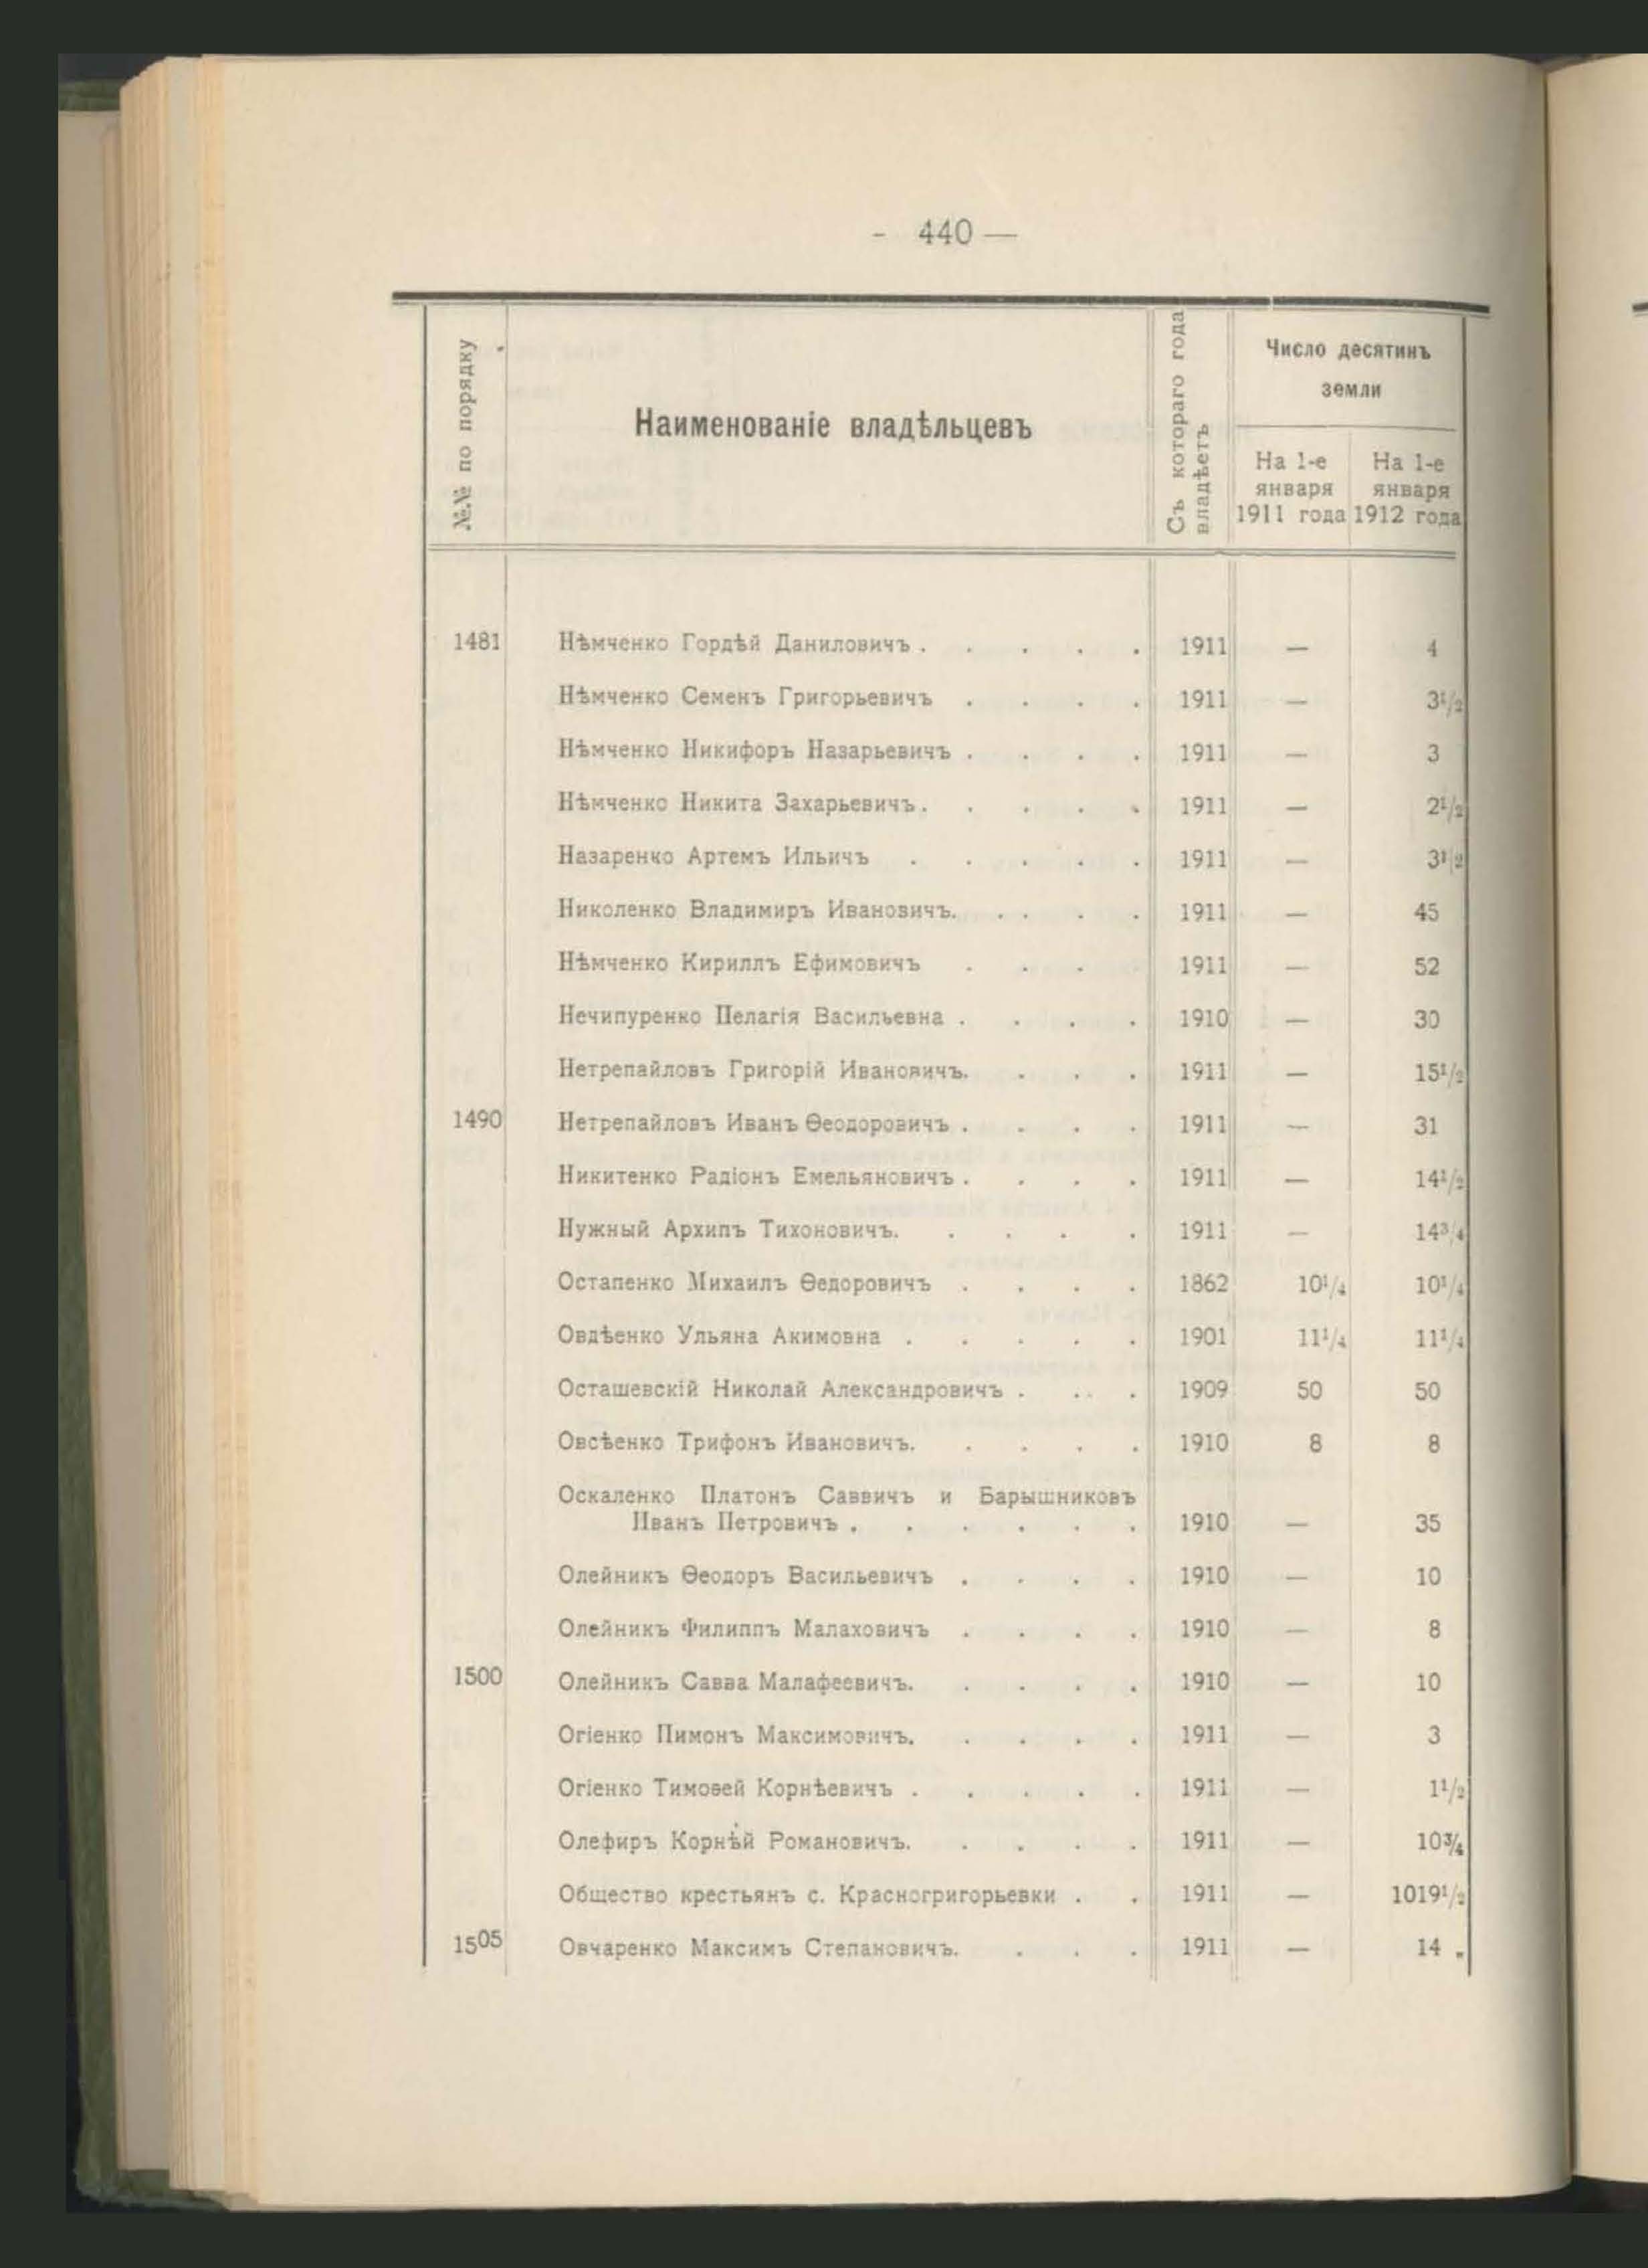 - 440 —
№.№ по порядку
Наименованіе владѣльцевъ
Съ котораго года
владѣетъ
Число десятинъ
земли
На 1-е
января
1911 года
На 1-е
января
1912 года
1481 Нѣмченко Гордѣй Даниловичъ . . . . . 1911 — 4
Нѣмченко Семенъ Григорьевичъ . . . . 1911 — 3¹/₂
Нѣмченко Никифоръ Назарьевичъ . . . . 1911 — 3
Нѣмченко Никита Захарьевичъ . . . . . 1911 — 2¹/₂
Назаренко Артемъ Ильичъ . . . . . 1911 — 3¹/₂
Николенко Владимиръ Ивановичъ. . . . . 1911 — 45
Нѣмченко Кириллъ Ефимовичъ . . . . 1911 — 52
Нечипуренко Пелагія Васильевна . . . . 1910 — 30
Нетрепайловъ Григорій Ивановичъ. . . . 1911 — 15¹/₂
1490 Нетрепайловъ Иванъ Ѳеодоровичъ . . . . 1911 — 31
Никитенко Радіонъ Емельяновичъ . . . . 1911 — 14¹/₂
Нужный Архипъ Тихоновичъ. . . . . 1911 — 14³/₄
Остапенко Михаилъ Ѳедоровичъ . . . . 1862 10¹/₄ 10¹/₄
Овдѣенко Ульяна Акимовна . . . . . 1901 11¹/₄ 11¹/₄
Осташевскій Николай Александровичъ . . . . 1909 50 50
Овсѣенко Трифонъ Ивановичъ. . . . . 1910 8 8
Оскаленко Платонъ Саввичъ и Барышниковъ
Иванъ Петровичъ . . . . . . 1910 — 35
Олейникъ Ѳеодоръ Васильевичъ . . . . 1910 — 10
Олейникъ Филиппъ Малаховичъ . . . . 1910 — 8
1500 Олейникъ Савва Малафеевичъ. . . . . 1910 — 10
Огіенко Пимонъ Максимовичъ. . . . . 1911 — 3
Огіенко Тимоѳей Корнѣевичъ . . . . . 1911 — 1¹/₂
Олефиръ Корнѣй Романовичъ. . . . . 1911 — 10³/₄
Общество крестьянъ с. Красногригорьевки . . 1911 — 1019¹/₂
1505 Овчаренко Максимъ Степановичъ. . . . 1911 — 14